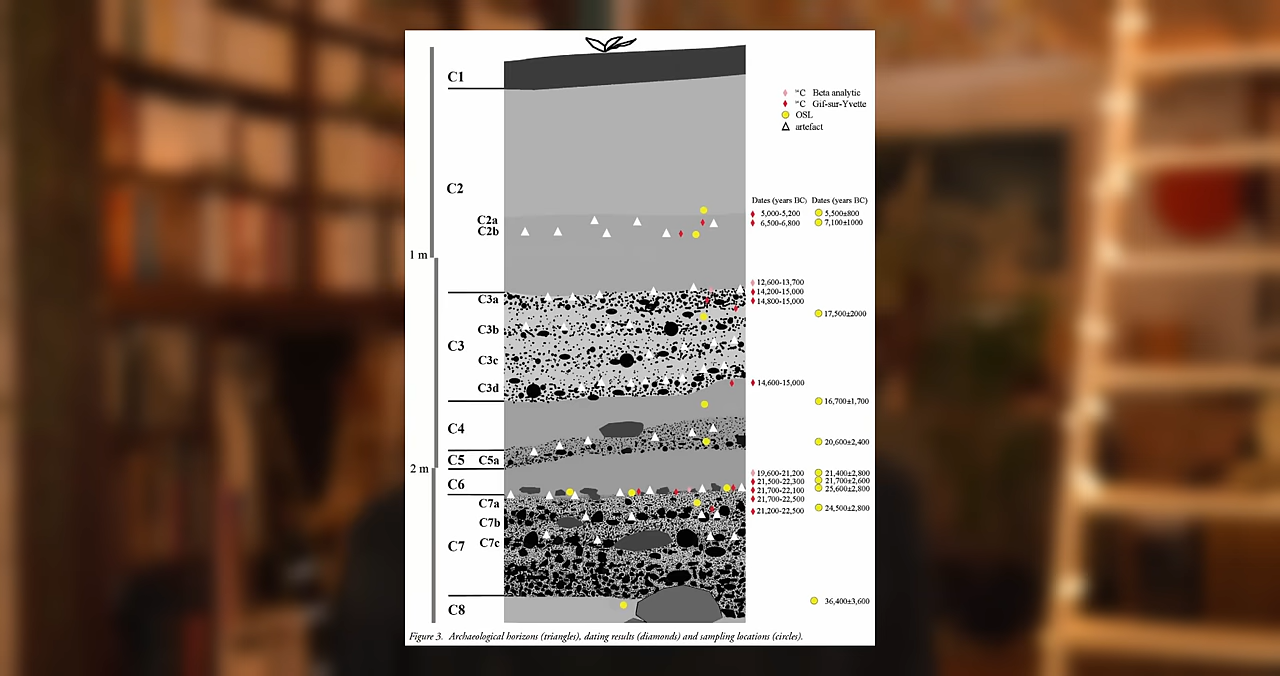 C1
¹⁴C Beta analytic
¹⁴C Gif-sur-Yvette
OSL
artefact
C2
Dates (years BC) Dates (years BC)
5,000-5,200 5,500±800
6,500-6,800 7,100±1000
C2a
C2b
1 m
12,600-13,700
14,200-15,000
14,800-15,000
17,500±2000
C3a
C3b
C3
C3c
C3d
14,600-15,000
16,700±1,700
C4
20,600±2,400
C5 C5a
2 m
19,600-21,200 21,400±2,800
21,500-22,300 21,700±2,600
21,700-22,100 25,600±2,800
21,700-22,500
21,200-22,500 24,500±2,800
C6
C7a
C7b
C7c
C7
36,400±3,600
C8
Figure 3. Archaeological horizons (triangles), dating results (diamonds) and sampling locations (circles).